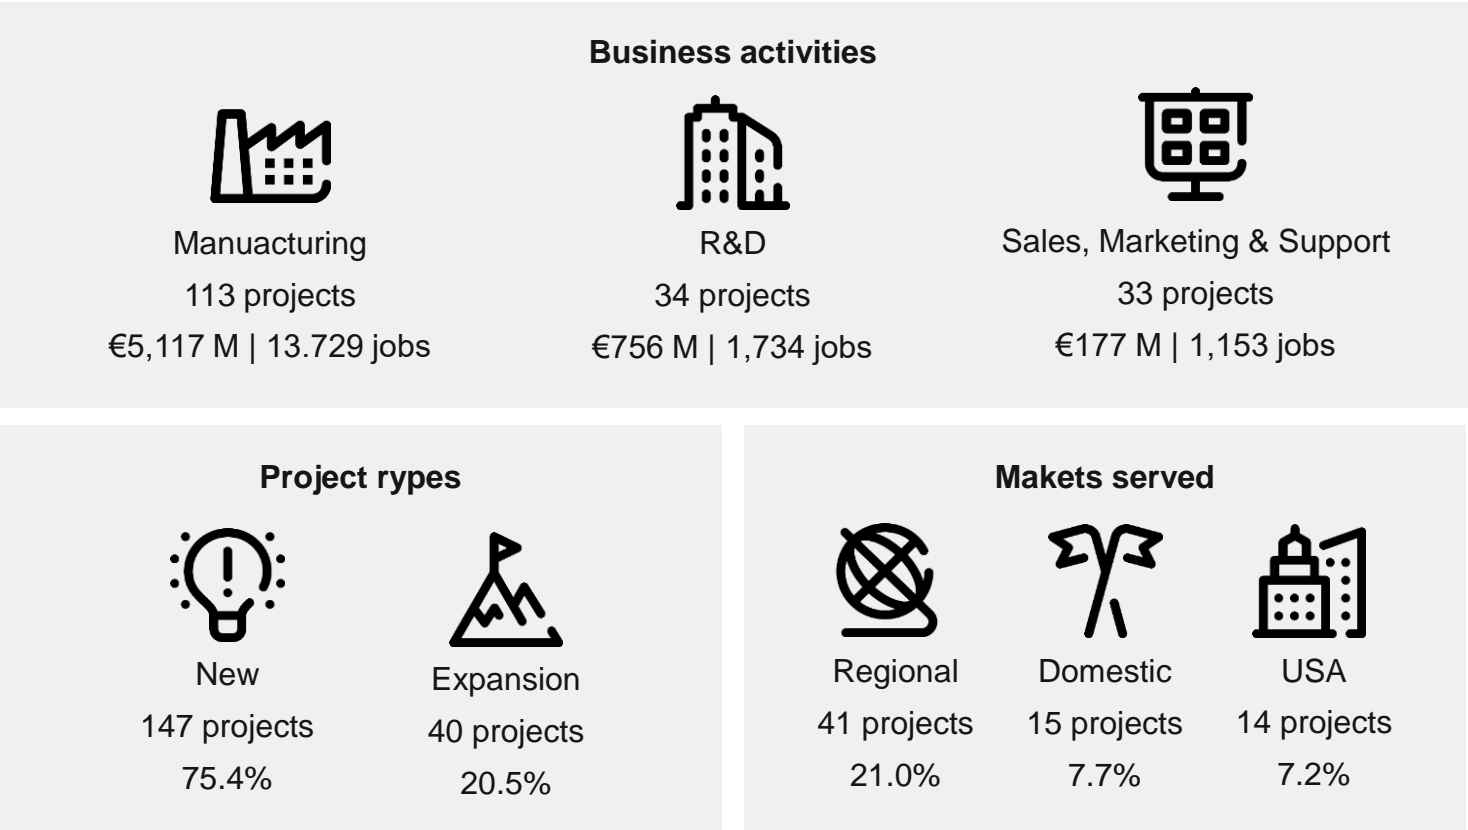 Business activities
Manuacturing
113 projects
€5,117 M | 13.729 jobs
R&D
34 projects
€756 M | 1,734 jobs
Sales, Marketing & Support
33 projects
€177 M | 1,153 jobs
Project rypes
New
147 projects
75.4%
Expansion
40 projects
20.5%
Makets served
Regional
41 projects
21.0%
Domestic
15 projects
7.7%
USA
14 projects
7.2%